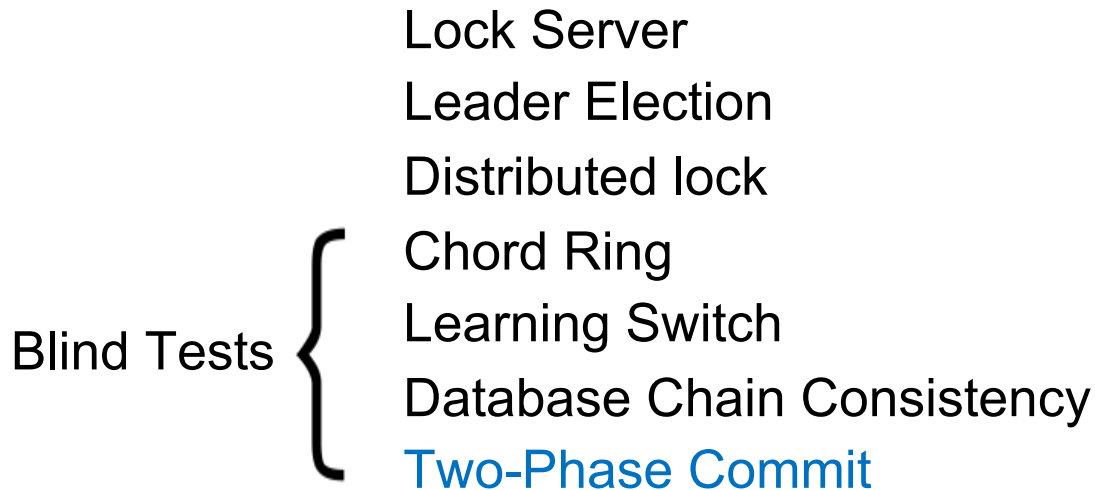 Lock Server
Leader Election
Distributed lock
Chord Ring
Learning Switch
Blind Tests
Database Chain Consistency
Two-Phase Commit